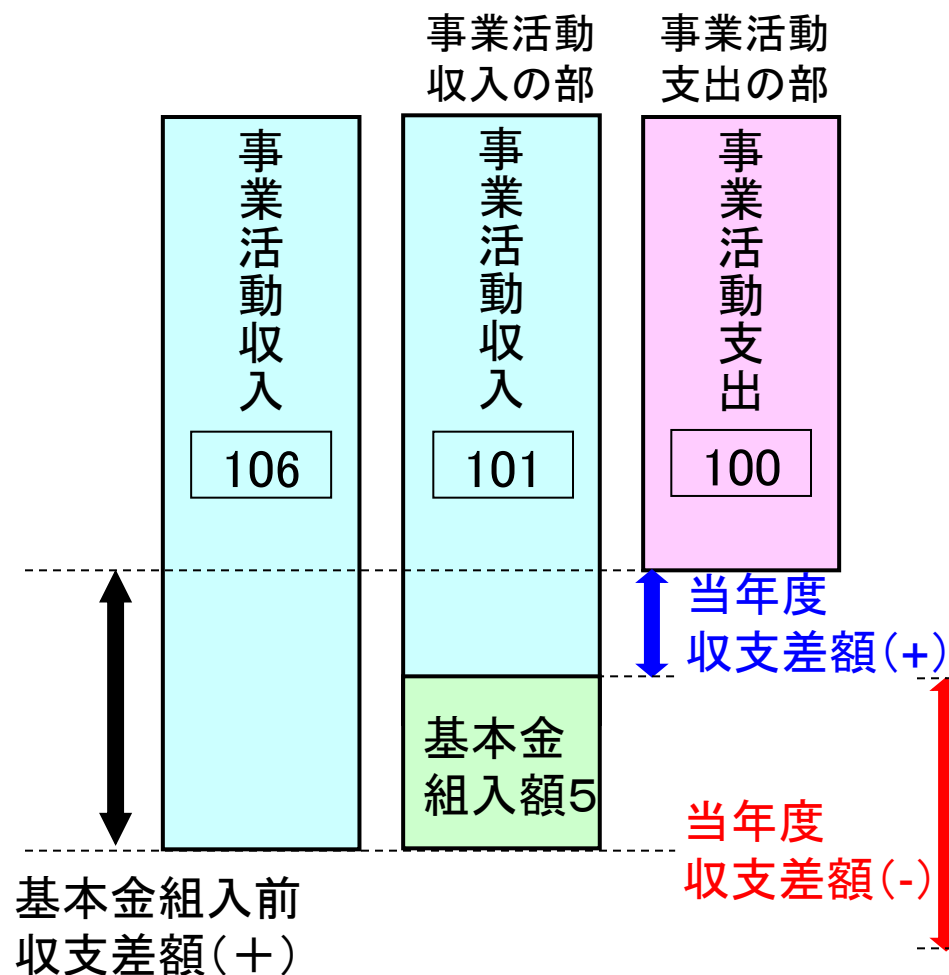 事業活動
収入の部
事業活動
支出の部
事業活動収入
106
事業活動収入
101
事業活動支出
100
当年度
収支差額(+)
基本金
組入額5
当年度
収支差額(-)
基本金組入前
収支差額(＋)